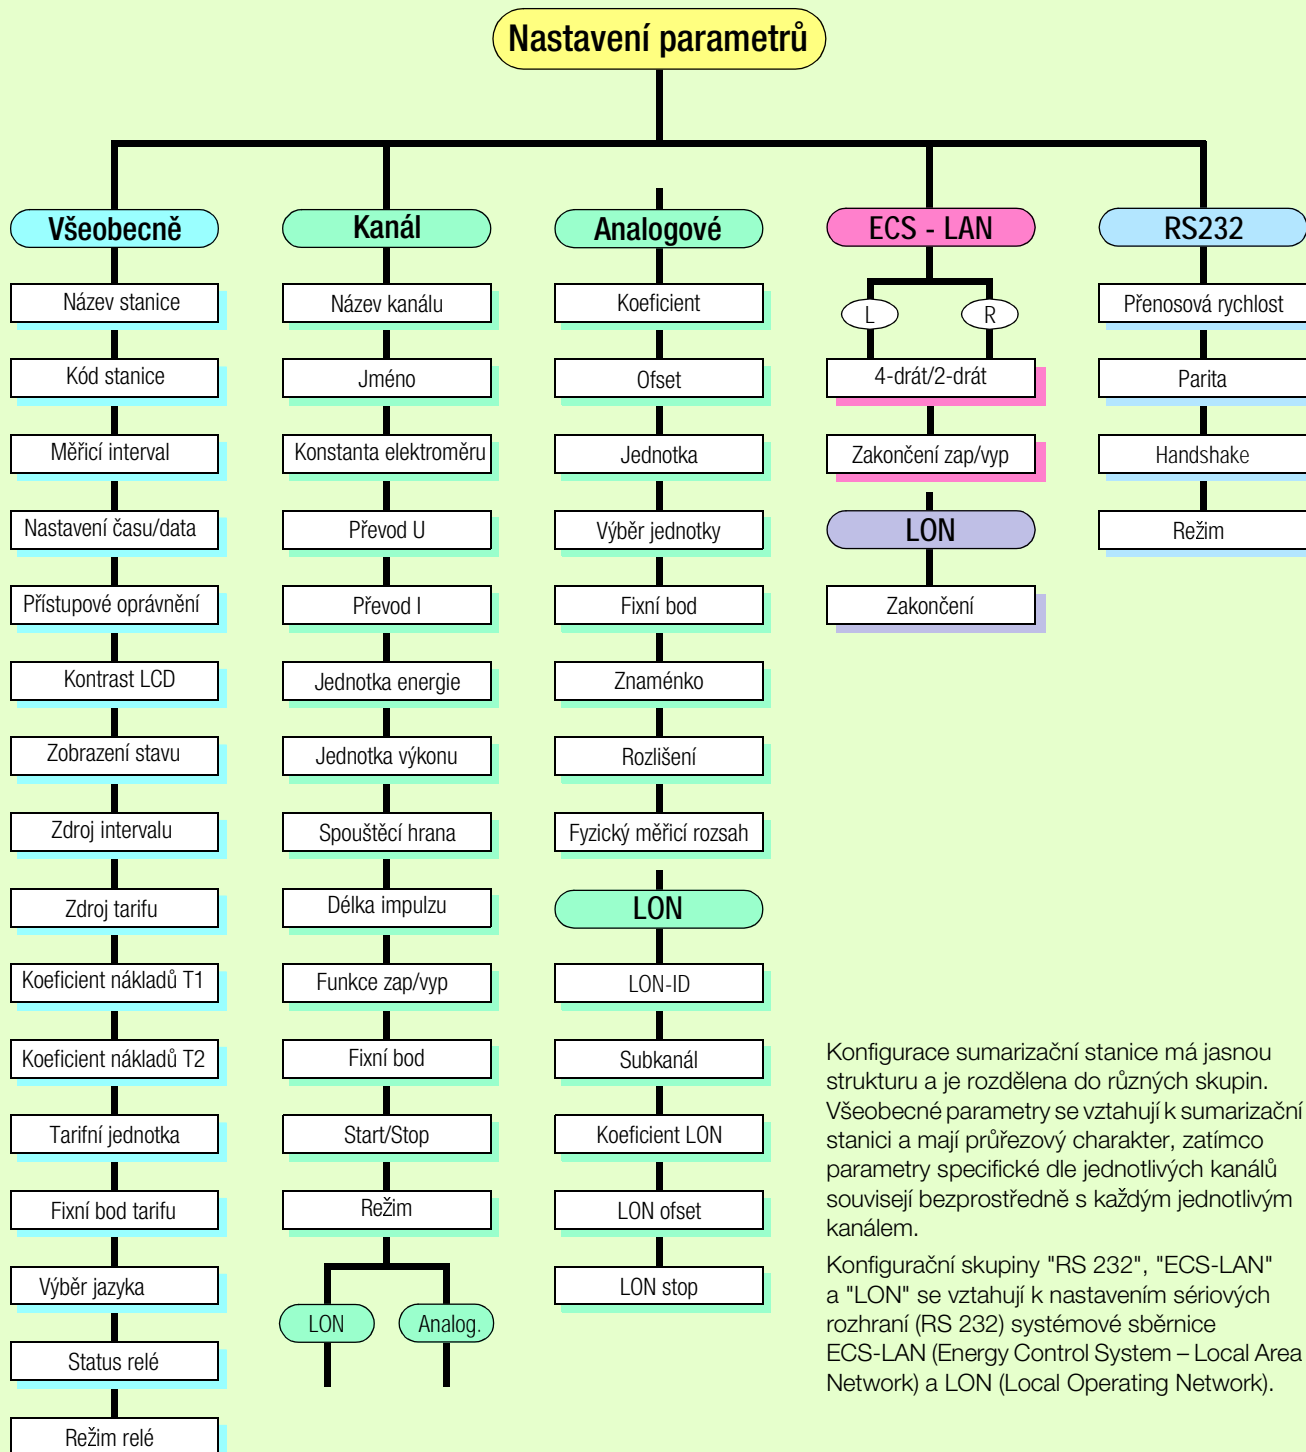 Nastavení parametrů
Všeobecně
Název stanice
Kód stanice
Měřicí interval
Nastavení času/data
Přístupové oprávnění
Kontrast LCD
Zobrazení stavu
Zdroj intervalu
Zdroj tarifu
Koeficient nákladů T1
Koeficient nákladů T2
Tarifní jednotka
Fixní bod tarifu
Výběr jazyka
Status relé
Režim relé
Kanál
Název kanálu
Jméno
Konstanta elektroměru
Převod U
Převod I
Jednotka energie
Jednotka výkonu
Spouštěcí hrana
Délka impulzu
Funkce zap/vyp
Fixní bod
Start/Stop
Režim
LON
Analog.
Analogové
Koeficient
Ofset
Jednotka
Výběr jednotky
Fixní bod
Znaménko
Rozlišení
Fyzický měřicí rozsah
LON
LON-ID
Subkanál
Koeficient LON
LON ofset
LON stop
ECS - LAN
L
R
4-drát/2-drát
Zakončení zap/vyp
LON
Zakončení
RS232
Přenosová rychlost
Parita
Handshake
Režim
Konfigurace sumarizační stanice má jasnou
strukturu a je rozdělena do různých skupin.
Všeobecné parametry se vztahují k sumarizační
stanici a mají průřezový charakter, zatímco
parametry specifické dle jednotlivých kanálů
souvisejí bezprostředně s každým jednotlivým
kanálem.
Konfigurační skupiny "RS 232", "ECS-LAN"
a "LON" se vztahují k nastavením sériových
rozhraní (RS 232) systémové sběrnice
ECS-LAN (Energy Control System – Local Area
Network) a LON (Local Operating Network).